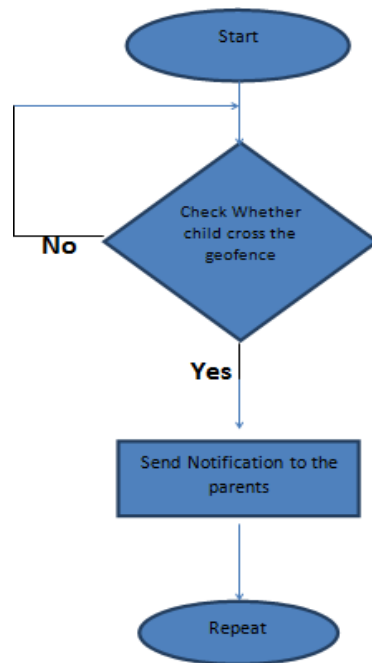 Start
Check Whether
child cross the
geofence
No
Yes
Send Notification to the
parents
Repeat